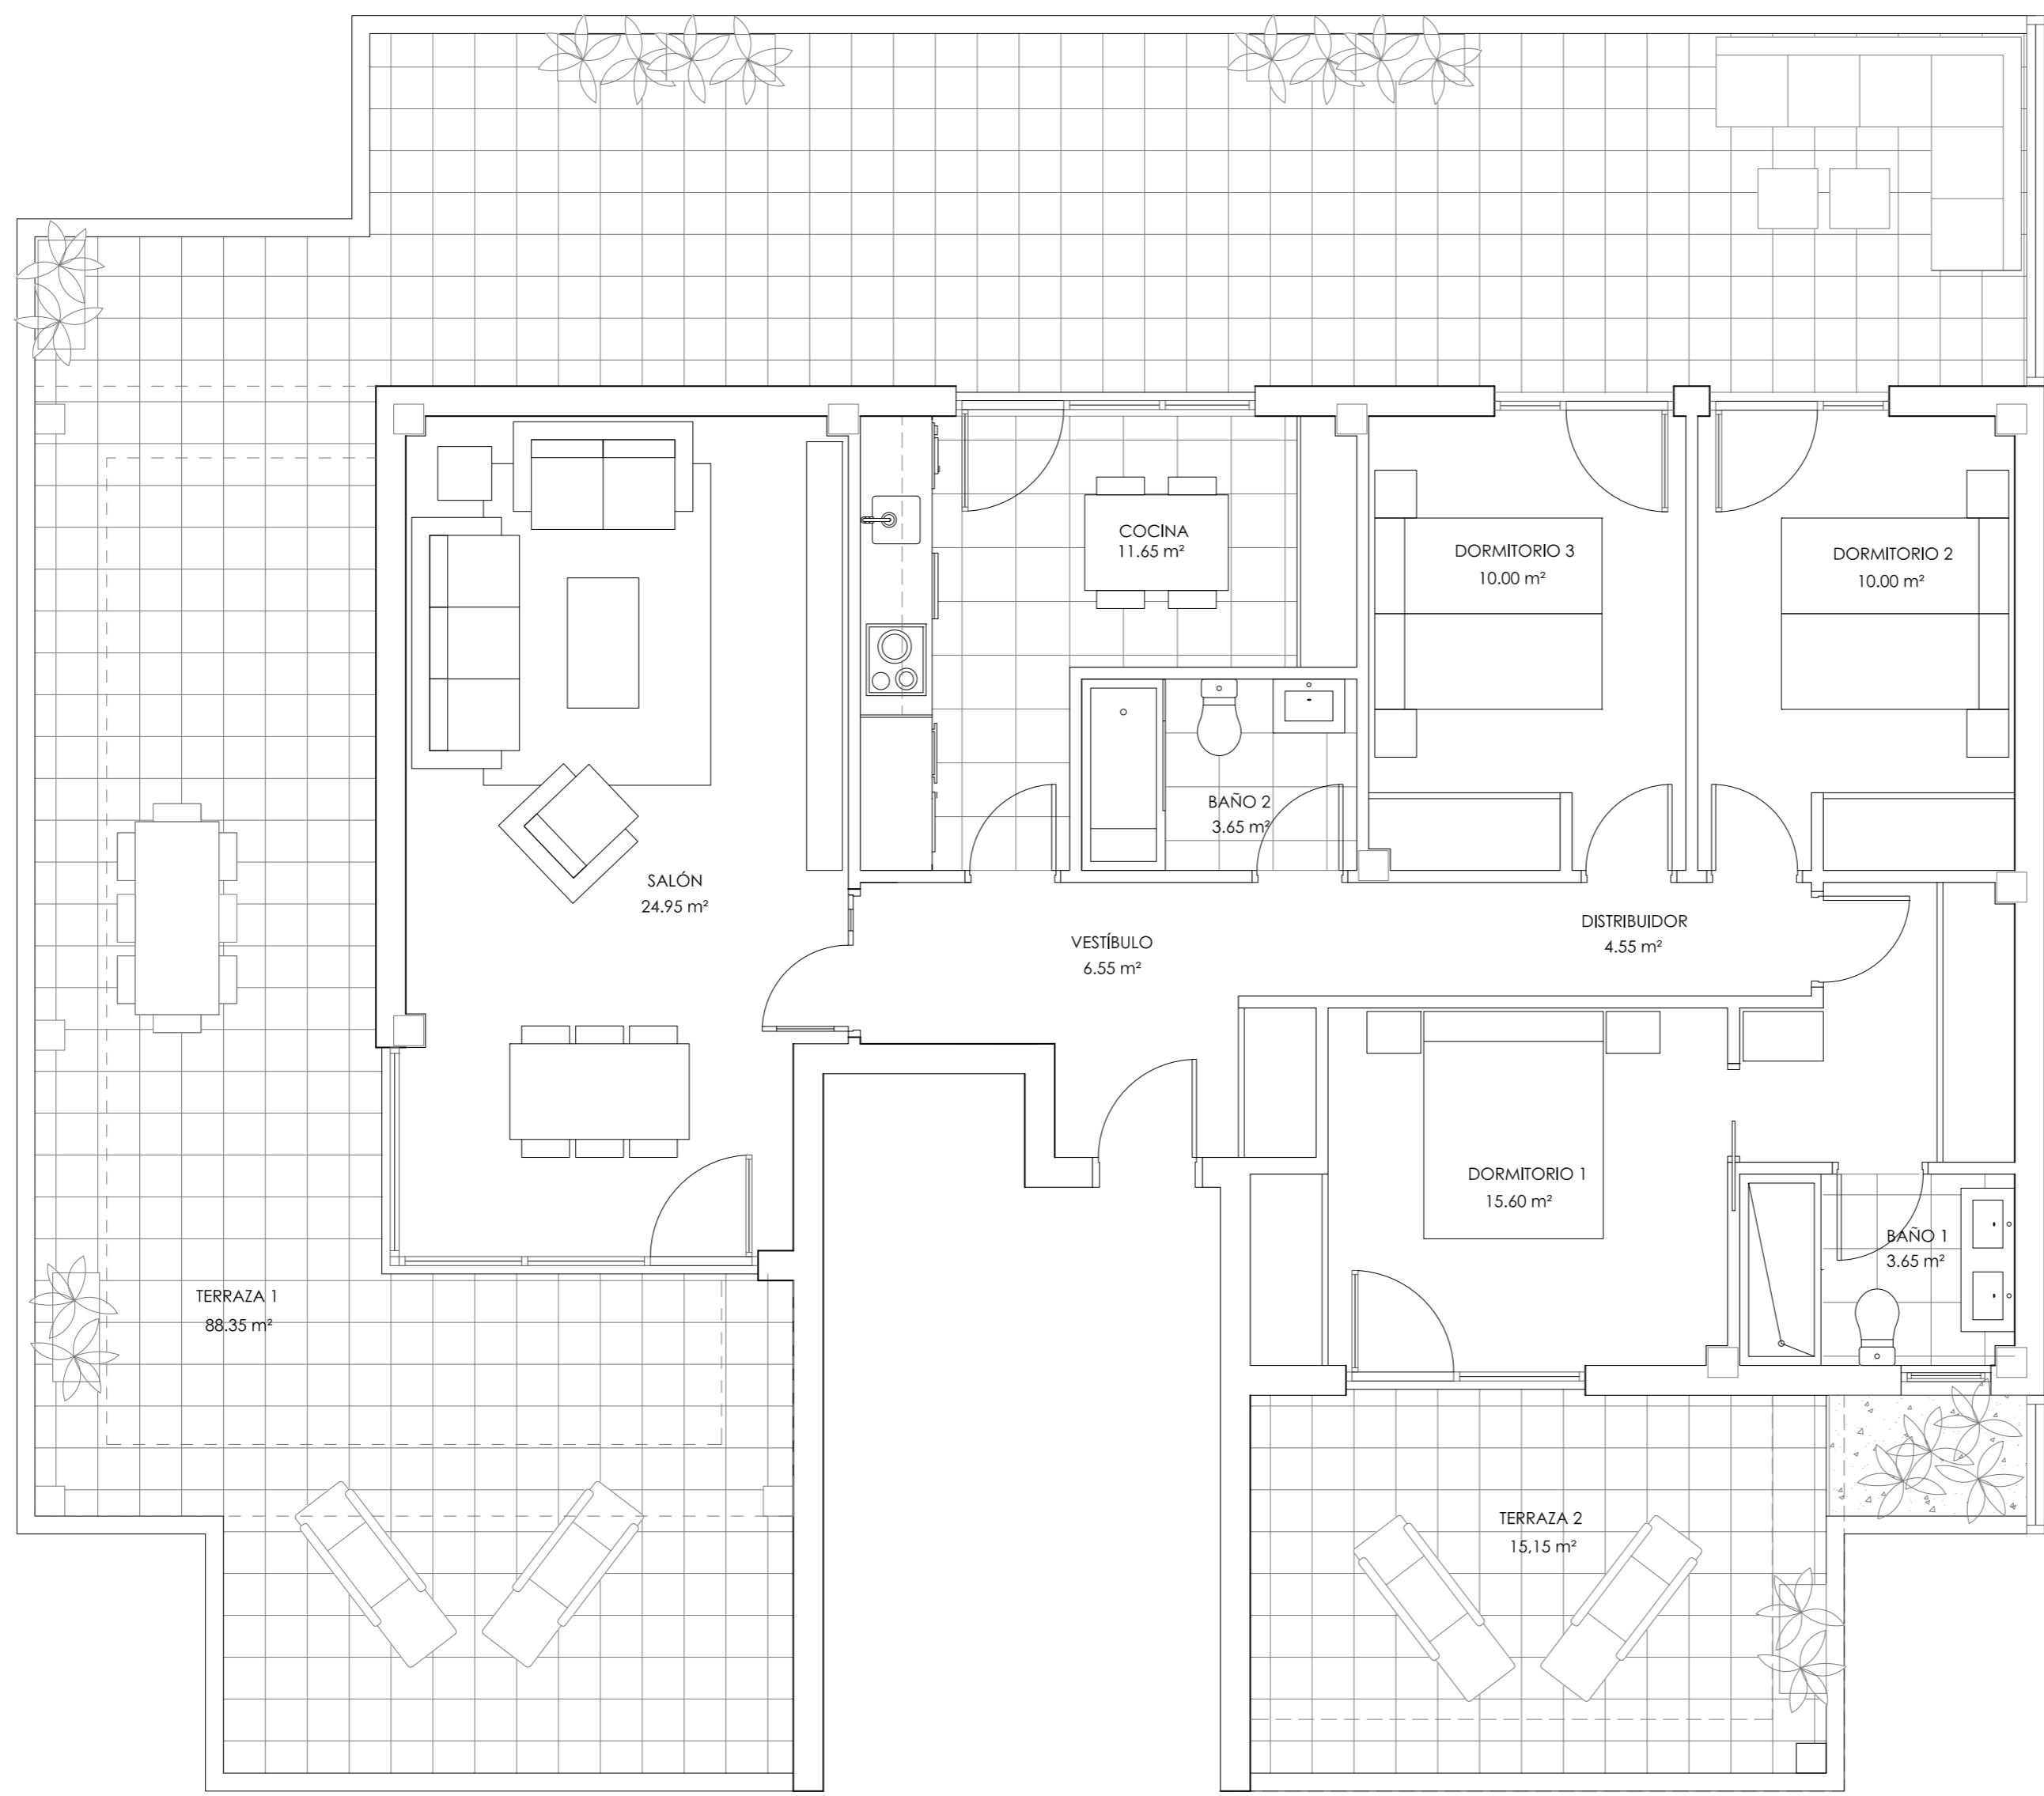 COCINA
11.65 m²
DORMITORIO 3
10.00 m²
DORMITORIO 2
10.00 m²
BAÑO 2
3.65 m²
SALÓN
24.95 m²
VESTÍBULO
6.55 m²
DISTRIBUIDOR
4.55 m²
DORMITORIO 1
15.60 m²
BAÑO 1
3.65 m²
TERRAZA 1
88.35 m²
TERRAZA 2
15,15 m²